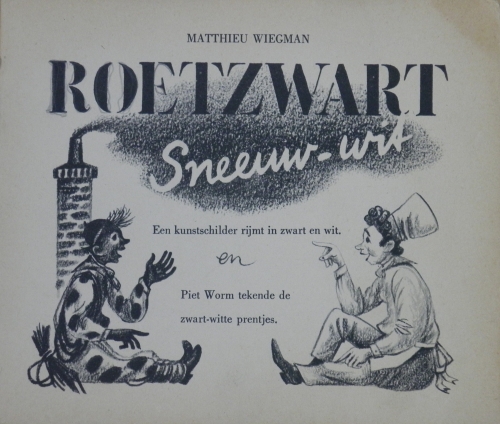 MATTHIEU WIEGMAN
ROETZWART
Sneeuw-wit
Een kunstschilder rijmt in zwart en wit.
en
Piet Worm tekende de
zwart-witte prentjes.